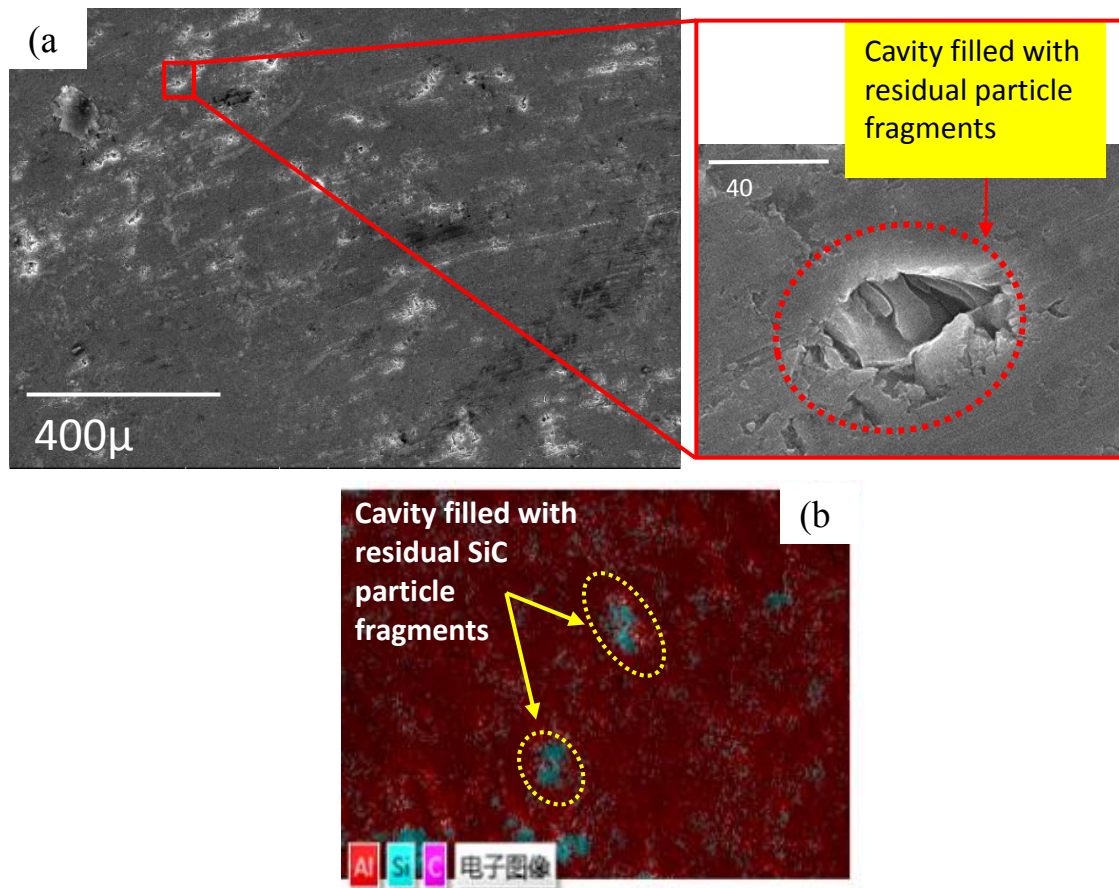 (a
Cavity filled with
residual particle
fragments
40
400μ
(b
Cavity filled with
residual SiC
particle
fragments
Al Si C 电子图像